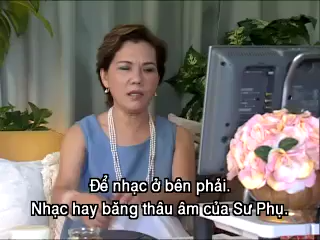 Để nhạc ở bên phải.
Nhạc hay băng thâu âm của Sư Phụ.